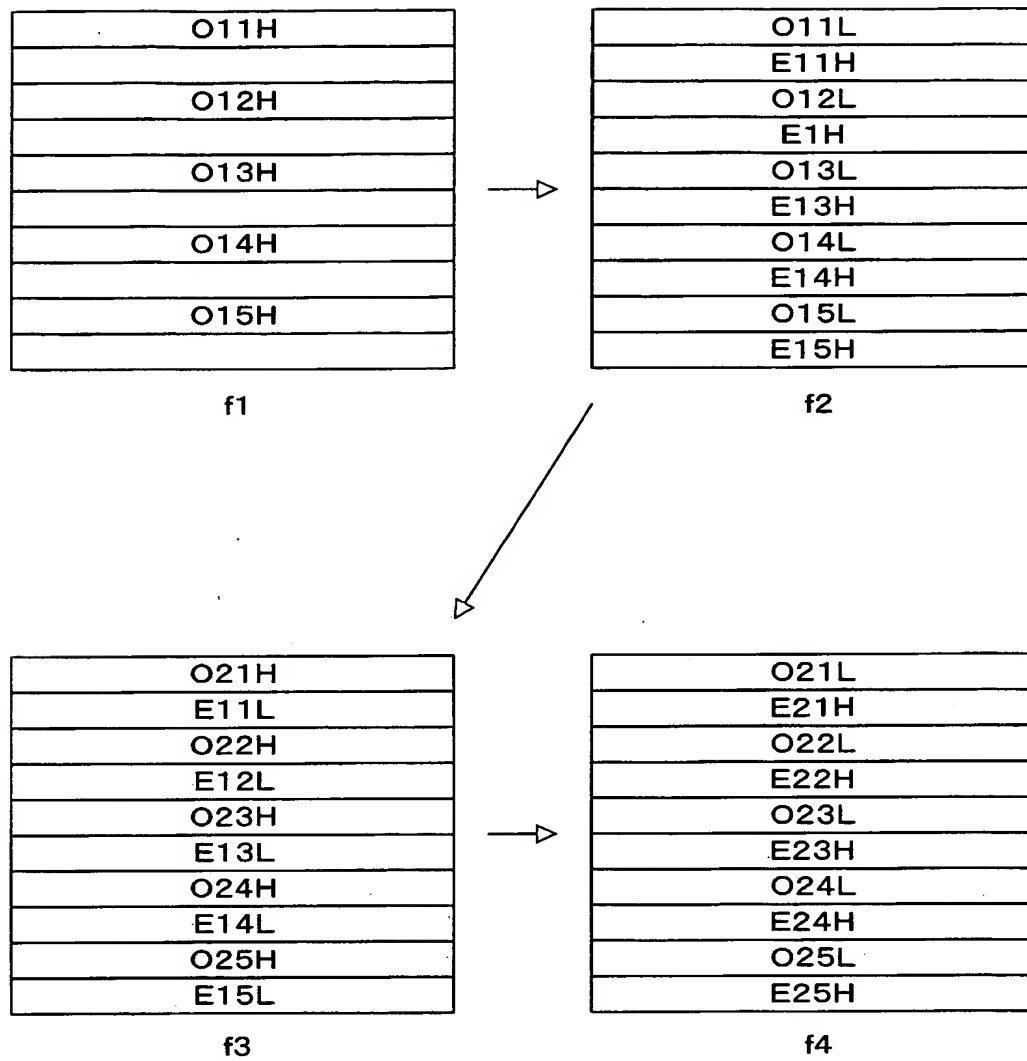 O11H
O12H
O13H
O14H
O15H
f1
O11L
E11H
O12L
E1H
O13L
E13H
O14L
E14H
O15L
E15H
f2
O21H
E11L
O22H
E12L
O23H
E13L
O24H
E14L
O25H
E15L
f3
O21L
E21H
O22L
E22H
O23L
E23H
O24L
E24H
O25L
E25H
f4